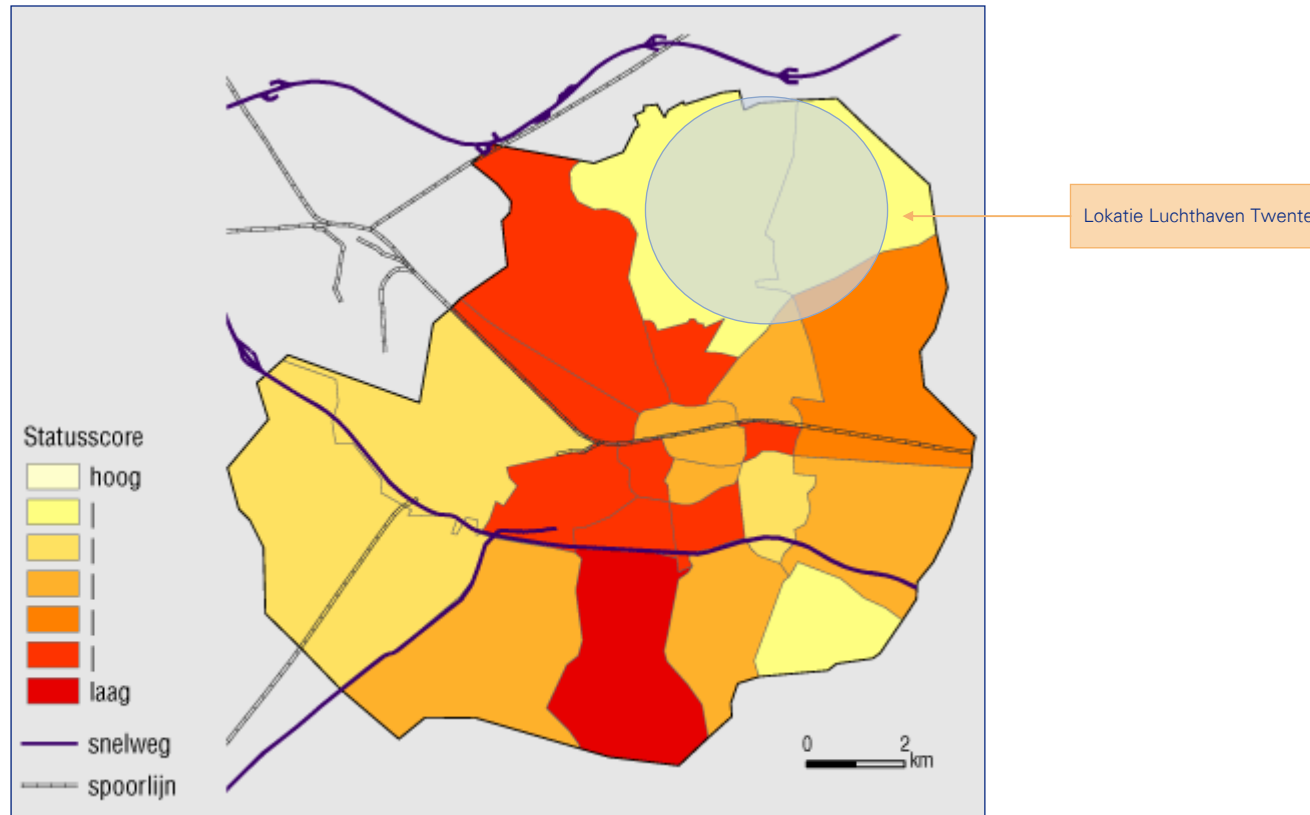 Lokatie Luchthaven Twente
Statusscore
hoog
|
|
|
|
|
laag
snelweg
spoorlijn
0 2
km